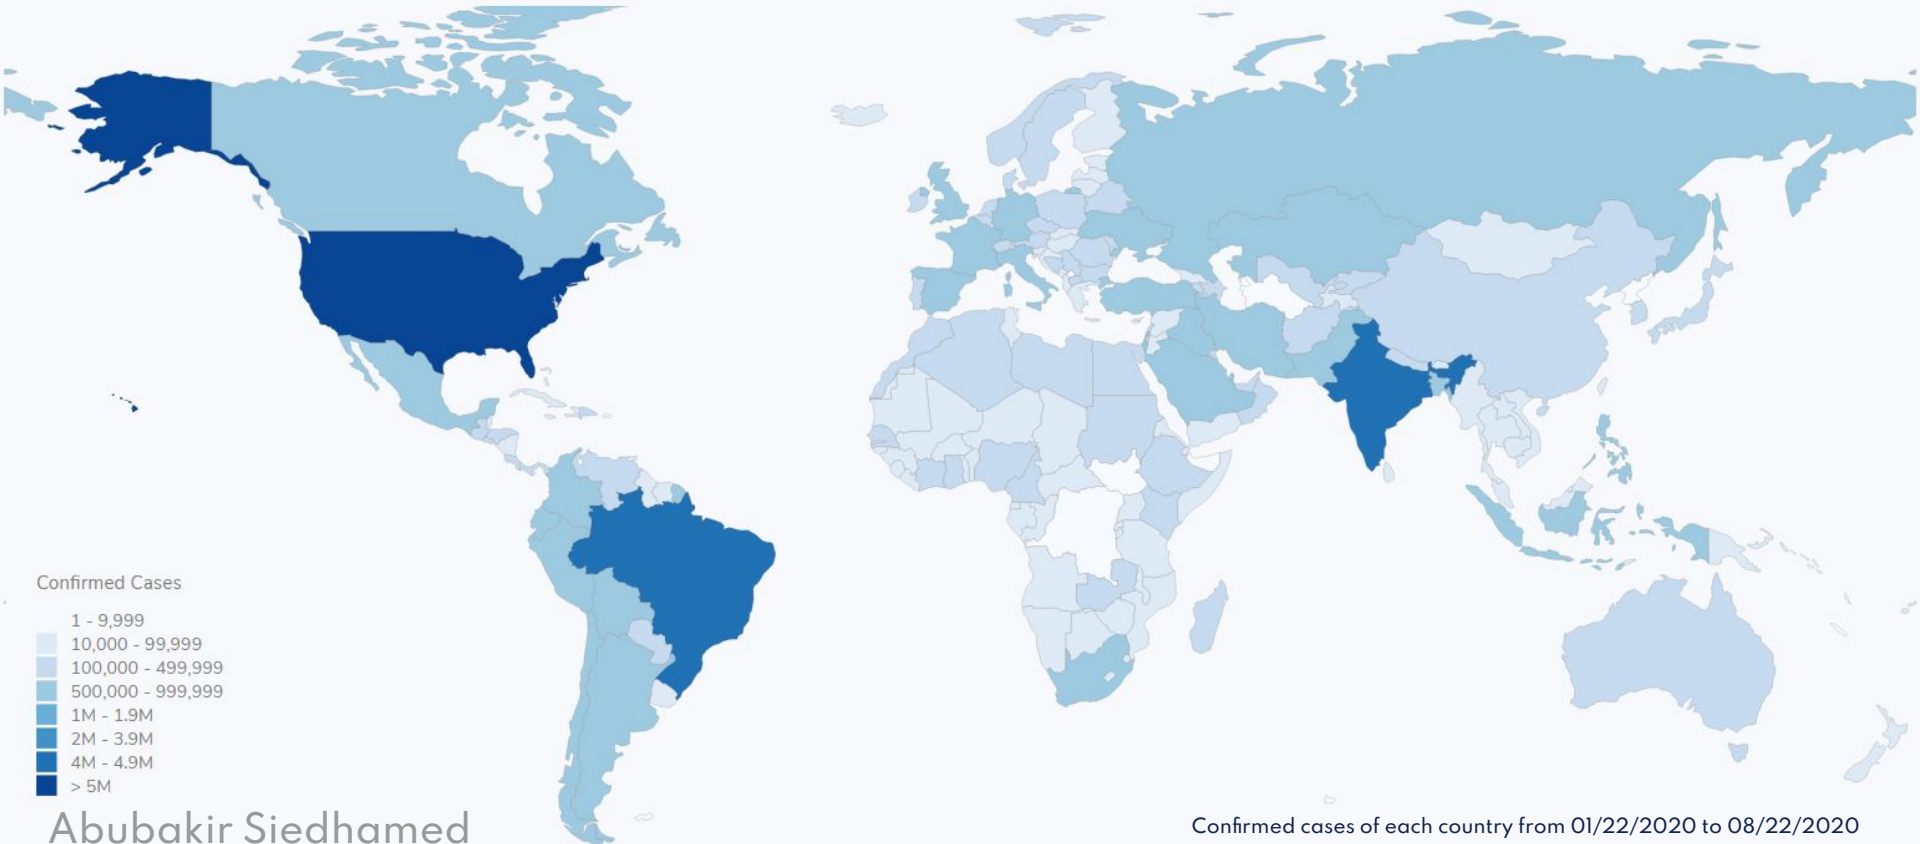 Confirmed Cases
1 - 9,999
10,000 - 99,999
100,000 - 499,999
500,000 - 999,999
1M - 1.9M
2M - 3.9M
4M - 4.9M
> 5M
Abubakir Siedhamed
Confirmed cases of each country from 01/22/2020 to 08/22/2020